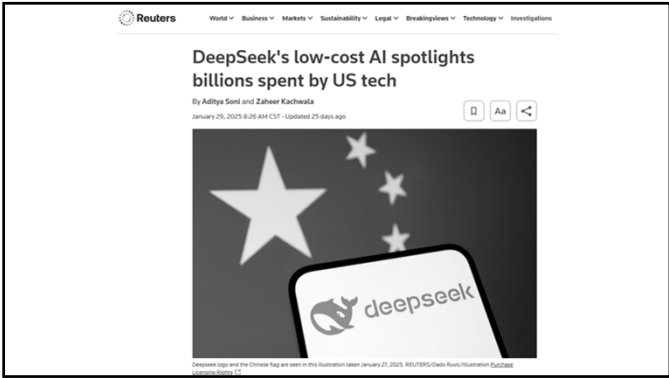 Reuters World Business Markets Sustainability Legal Breakingviews Technology Investigations
DeepSeek's low-cost AI spotlights
billions spent by US tech
By Aditya Soni and Zaheer Kachwala
January 29, 2025 8:26 AM CST · Updated 25 days ago
Aa
deepseek
Deepseek logo and the Chinese flag are seen in this illustration taken January 27, 2025. REUTERS/Dado Ruvic/Illustration Purchase
Licensing Rights